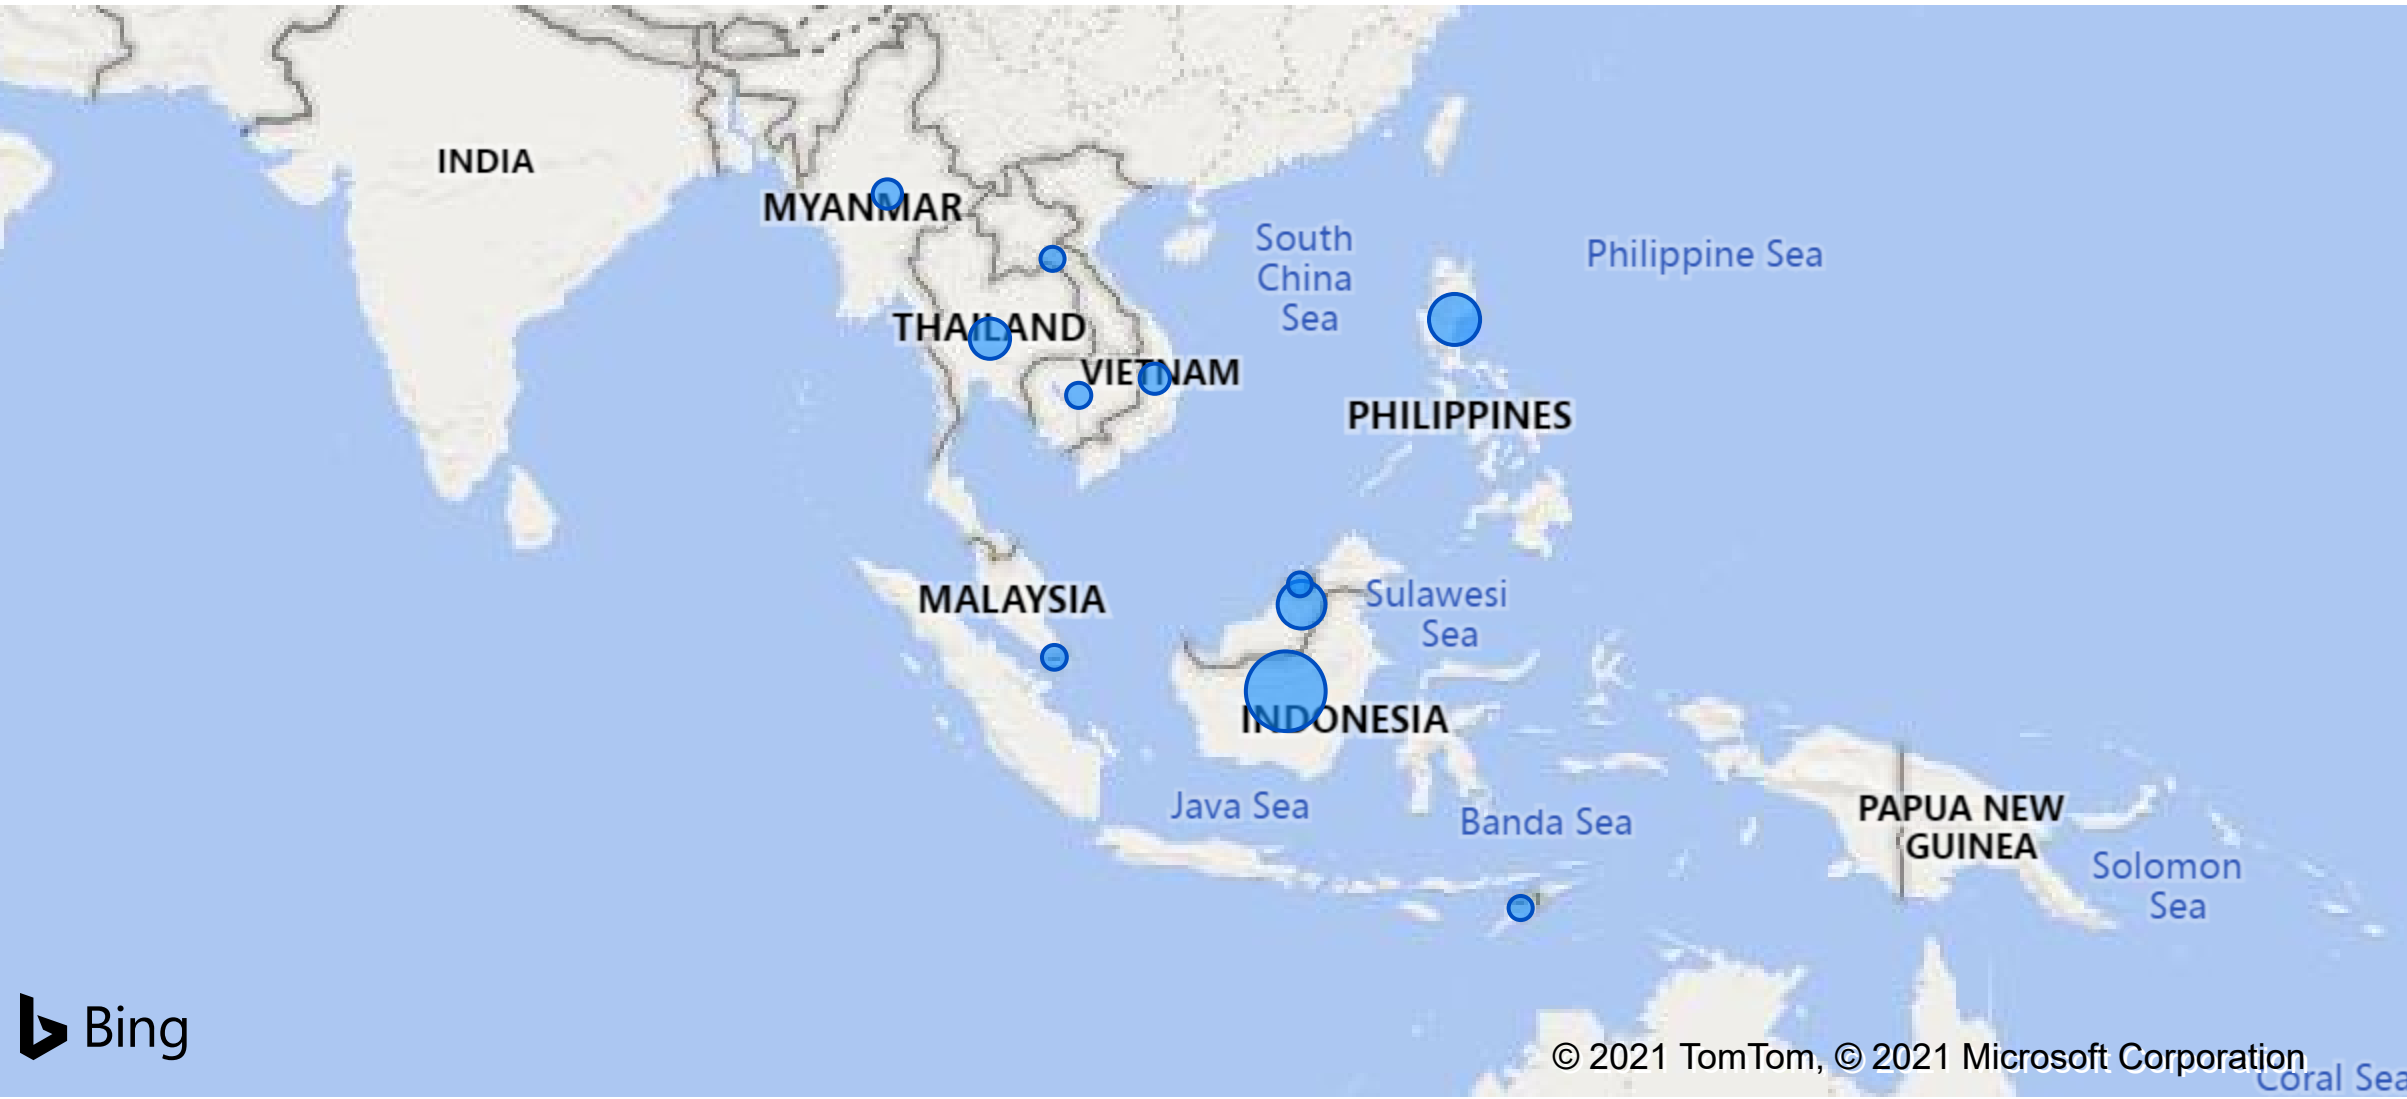 INDIA
MYANMAR
South
China
Sea
Philippine Sea
THAILAND
VIETNAM
PHILIPPINES
MALAYSIA
Sulawesi
Sea
INDONESIA
Java Sea
Banda Sea
PAPUA NEW
GUINEA
Solomon
Sea
Bing
© 2021 TomTom, © 2021 Microsoft Corporation
Coral Sea